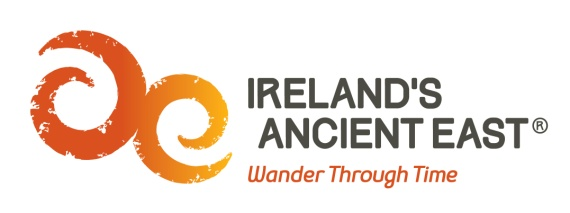 IRELAND'S
ANCIENT EAST®
Wander Through Time